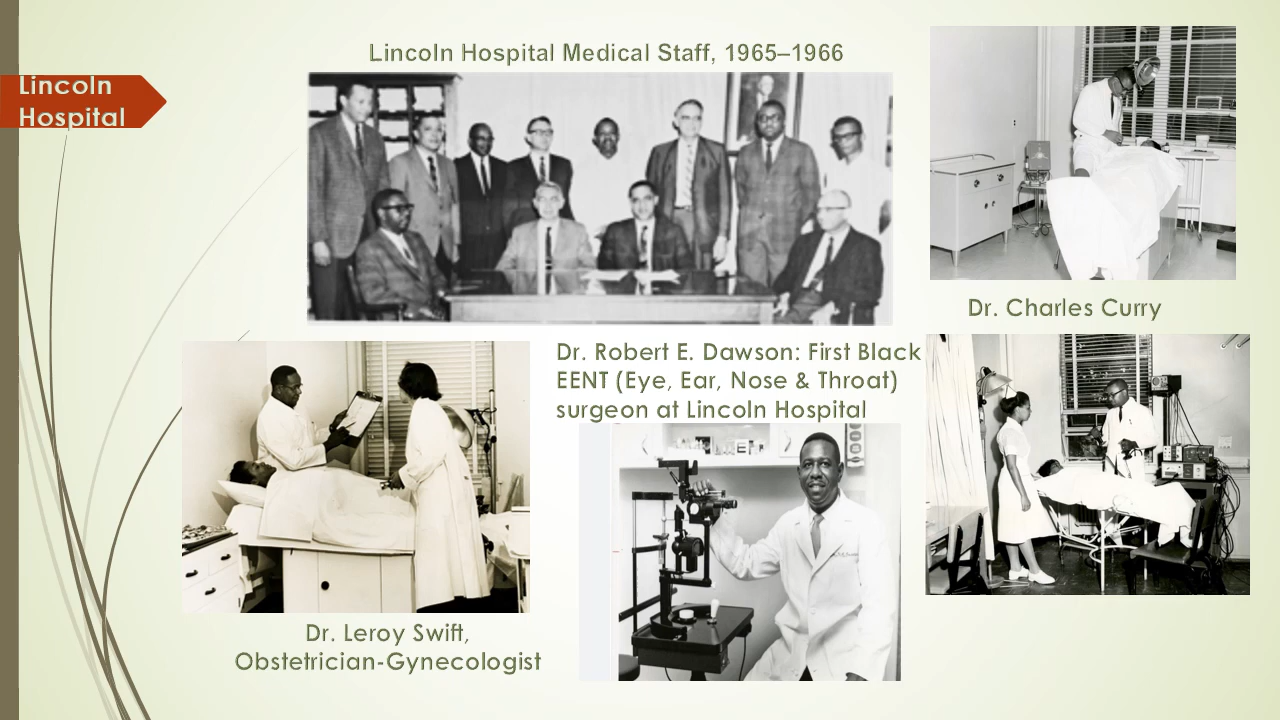 Lincoln
Hospital
Lincoln Hospital Medical Staff, 1965–1966
Dr. Charles Curry
Dr. Robert E. Dawson: First Black
EENT (Eye, Ear, Nose & Throat)
surgeon at Lincoln Hospital
Dr. Leroy Swift,
Obstetrician-Gynecologist